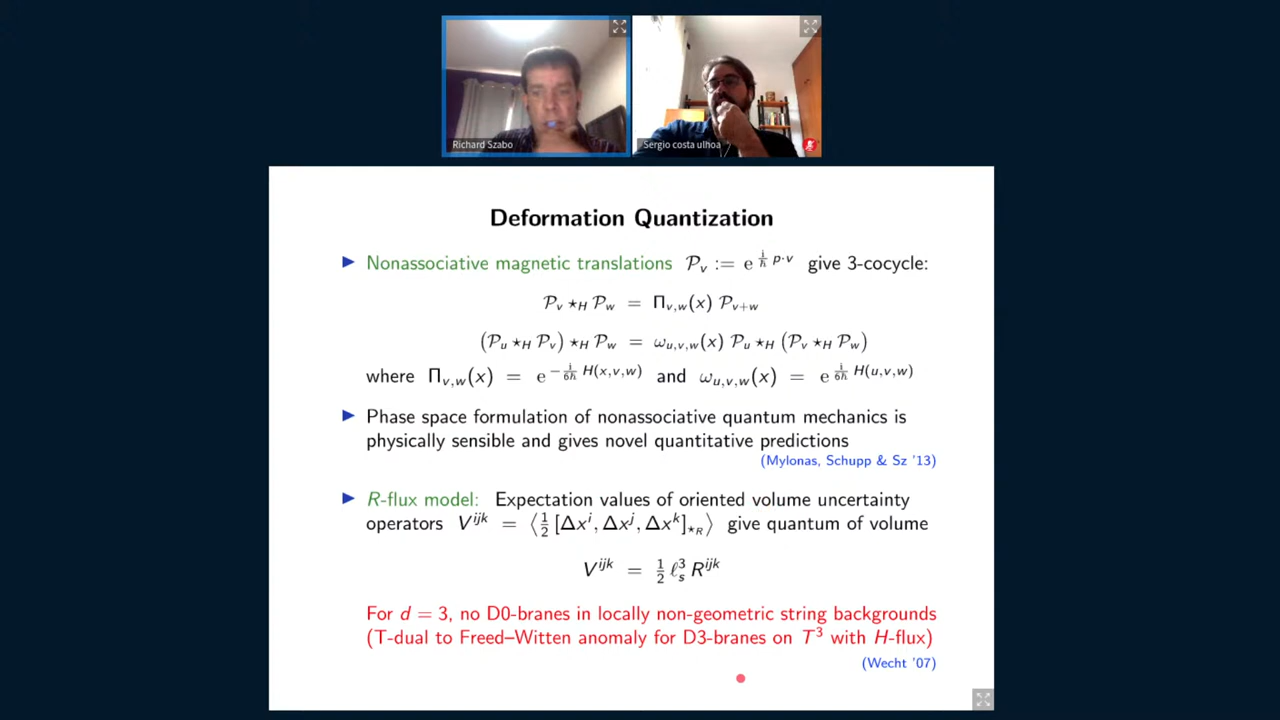 Richard Szabo
Sergio costa ulhoa
Deformation Quantization
▶ Nonassociative magnetic translations 𝒫_v := e^{(i/ħ) p·v} give 3-cocycle:
𝒫_v ⋆_H 𝒫_w = Π_{v,w}(x) 𝒫_{v+w}
(𝒫_u ⋆_H 𝒫_v) ⋆_H 𝒫_w = ω_{u,v,w}(x) 𝒫_u ⋆_H (𝒫_v ⋆_H 𝒫_w)
where Π_{v,w}(x) = e^{−(i/6ħ) H(x,v,w)} and ω_{u,v,w}(x) = e^{(i/6ħ) H(u,v,w)}
▶ Phase space formulation of nonassociative quantum mechanics is
physically sensible and gives novel quantitative predictions
(Mylonas, Schupp & Sz '13)
▶ R-flux model: Expectation values of oriented volume uncertainty
operators V^{ijk} = ⟨½ [Δx^i, Δx^j, Δx^k]_{⋆_R}⟩ give quantum of volume
V^{ijk} = ½ ℓ_s^3 R^{ijk}
For d = 3, no D0-branes in locally non-geometric string backgrounds
(T-dual to Freed–Witten anomaly for D3-branes on T^3 with H-flux)
(Wecht '07)